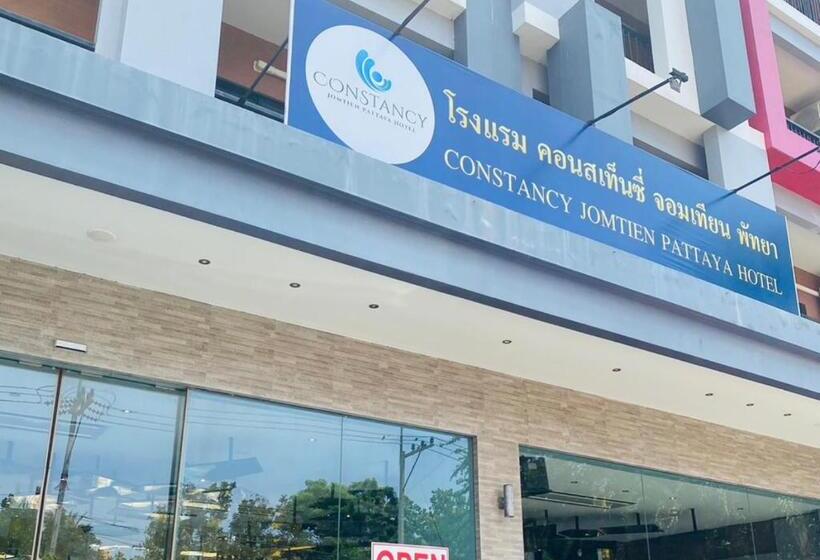 CONSTANCY
JOMTIEN PATTAYA HOTEL
โรงแรม คอนสเท็นซี่ จอมเทียน พัทยา
CONSTANCY JOMTIEN PATTAYA HOTEL
OPEN